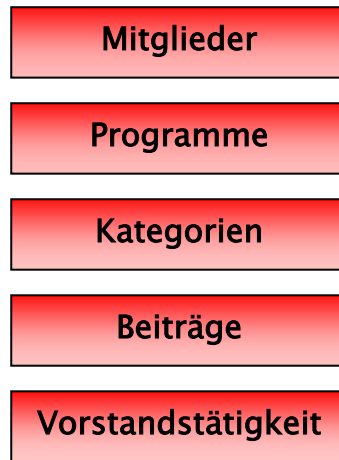 Mitglieder
Programme
Kategorien
Beiträge
Vorstandstätigkeit